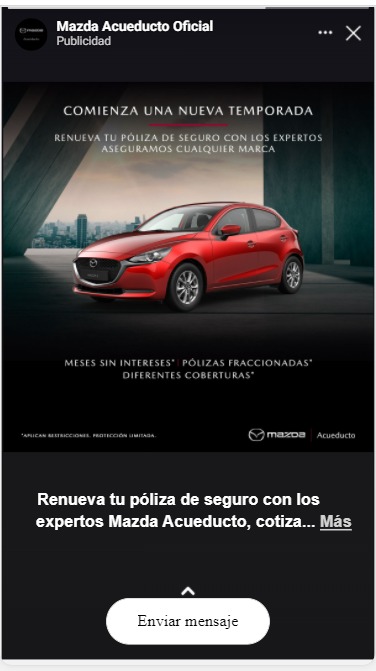 Mazda Acueducto Oficial
Publicidad
COMIENZA UNA NUEVA TEMPORADA
RENUEVA TU PÓLIZA DE SEGURO CON LOS EXPERTOS
ASEGURAMOS CUALQUIER MARCA
MESES SIN INTERESES* | PÓLIZAS FRACCIONADAS*
DIFERENTES COBERTURAS*
*APLICAN RESTRICCIONES. PROTECCIÓN LIMITADA.
mazda | Acueducto
Renueva tu póliza de seguro con los
expertos Mazda Acueducto, cotiza... Más
Enviar mensaje